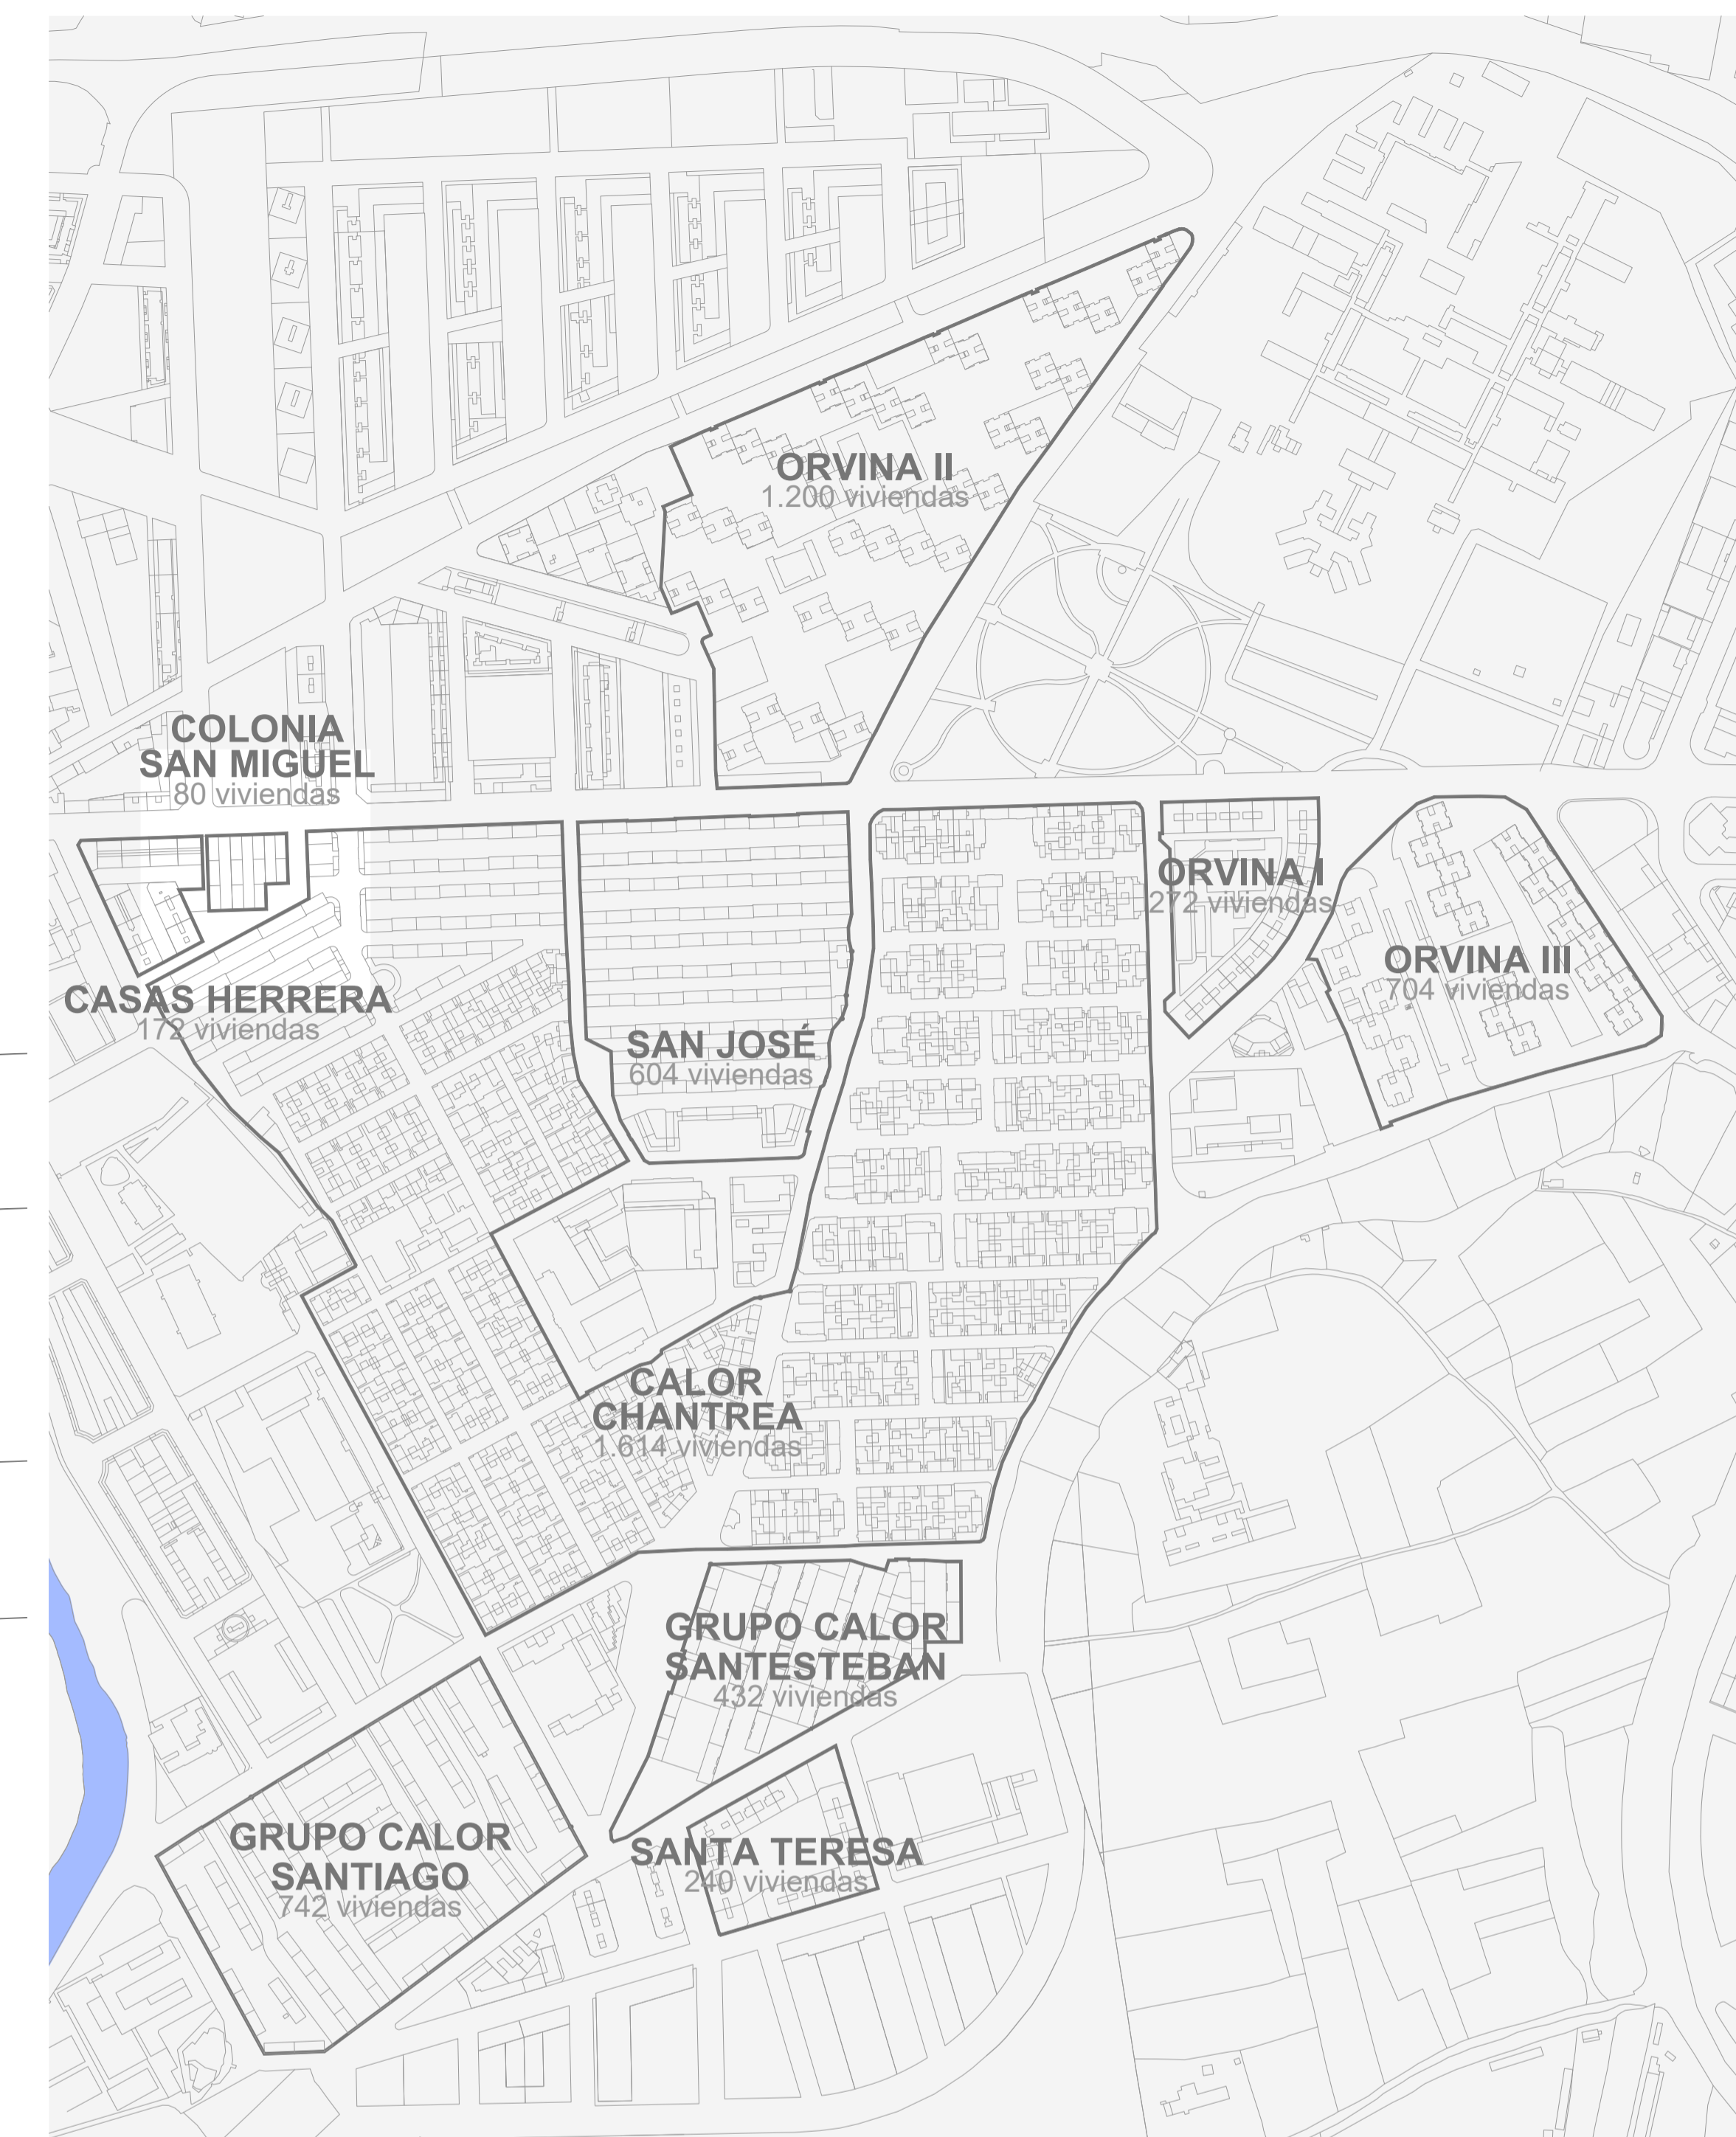 ORVINA II
1.200 viviendas
COLONIA
SAN MIGUEL
80 viviendas
ORVINA I
272 viviendas
ORVINA III
704 viviendas
CASAS HERRERA
172 viviendas
SAN JOSÉ
604 viviendas
CALOR
CHANTREA
1.614 viviendas
GRUPO CALOR
SANTESTEBAN
432 viviendas
GRUPO CALOR
SANTIAGO
742 viviendas
SANTA TERESA
240 viviendas